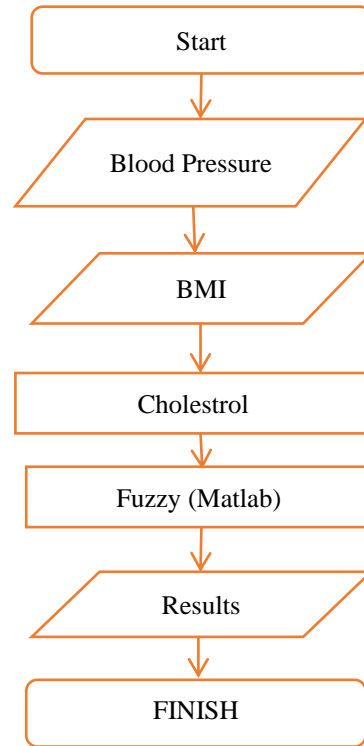 Start
Blood Pressure
BMI
Cholestrol
Fuzzy (Matlab)
Results
FINISH